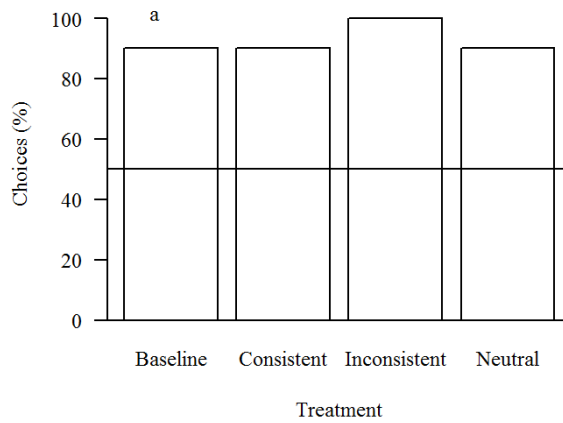 a
100
80
60
40
20
0
Choices (%)
Baseline Consistent Inconsistent Neutral
Treatment